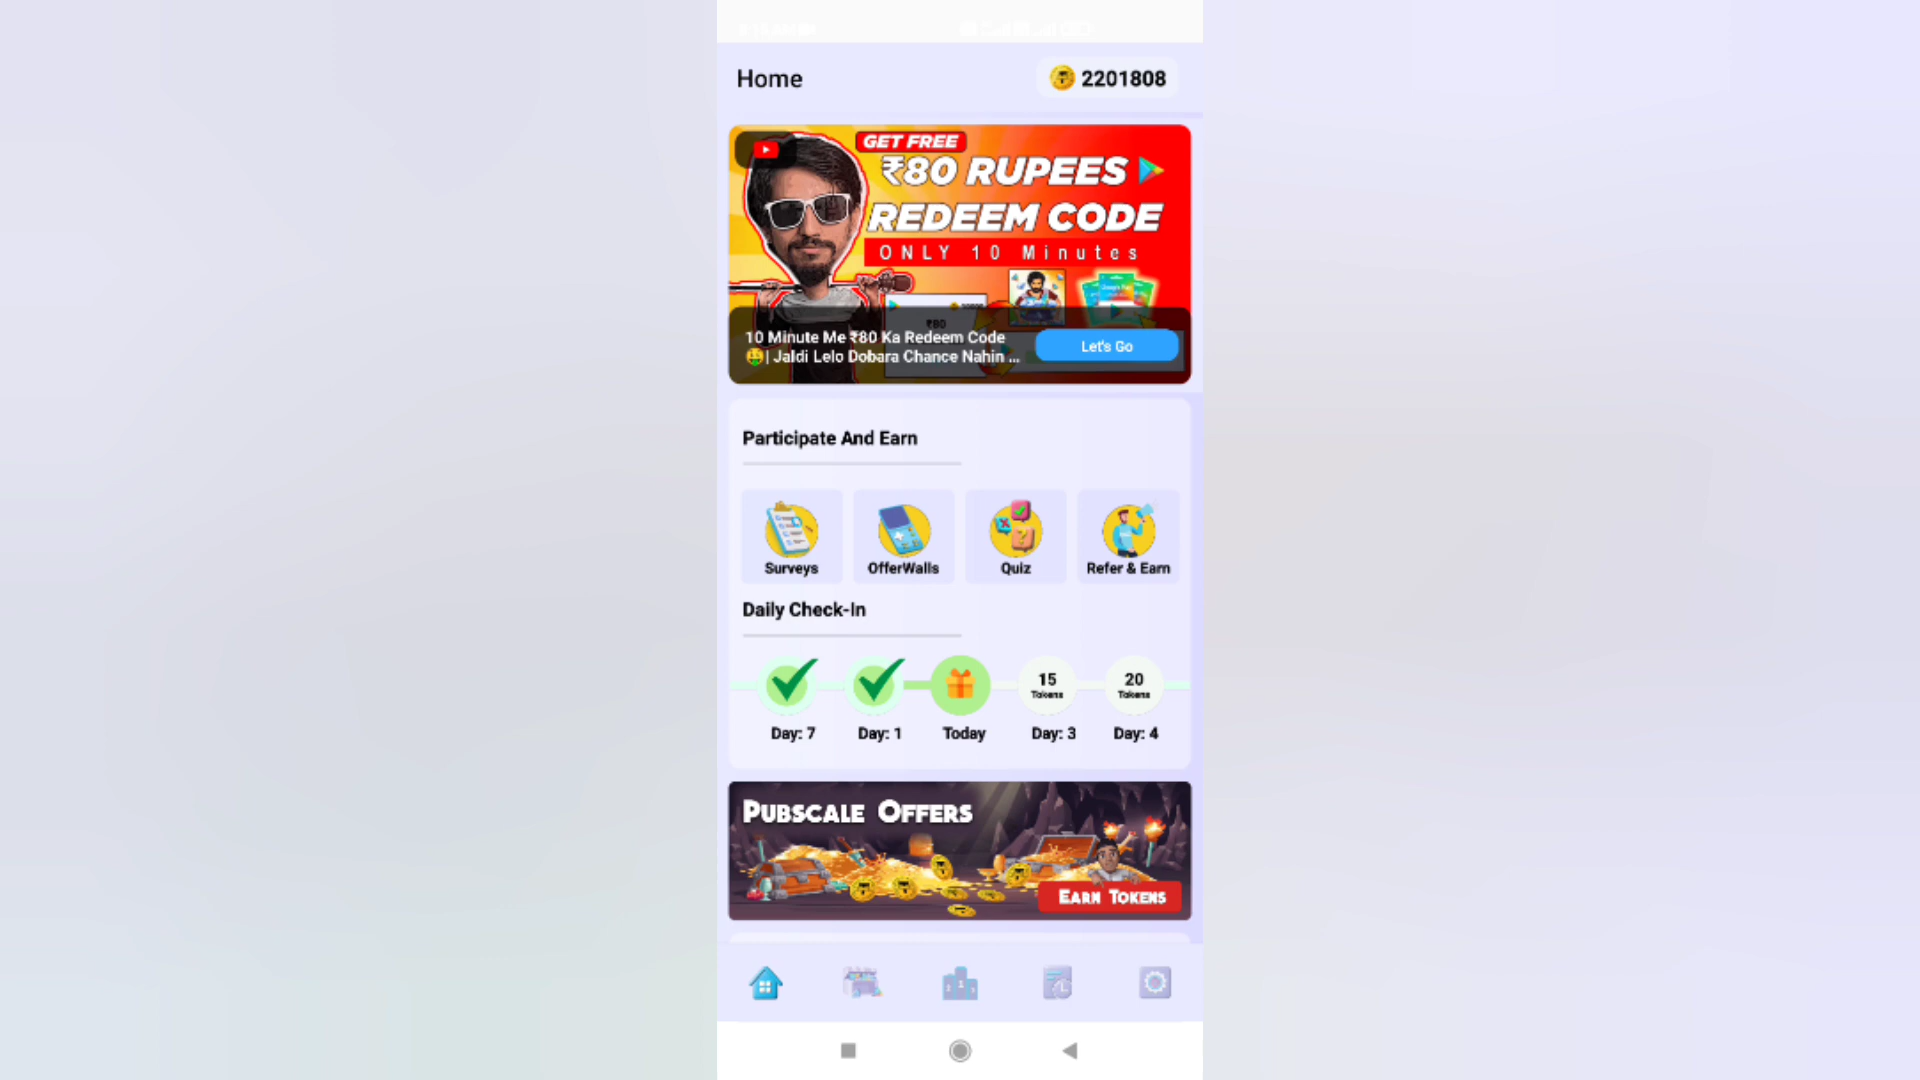 Home
2201808
GET FREE
₹80 RUPEES
REDEEM CODE
ONLY 10 Minutes
₹80
10 Minute Me ₹80 Ka Redeem Code
🤑| Jaldi Lelo Dobara Chance Nahin ...
Let's Go
Participate And Earn
Surveys
OfferWalls
Quiz
Refer & Earn
Daily Check-In
15
Tokens
20
Tokens
Day: 7
Day: 1
Today
Day: 3
Day: 4
PUBSCALE OFFERS
EARN TOKENS